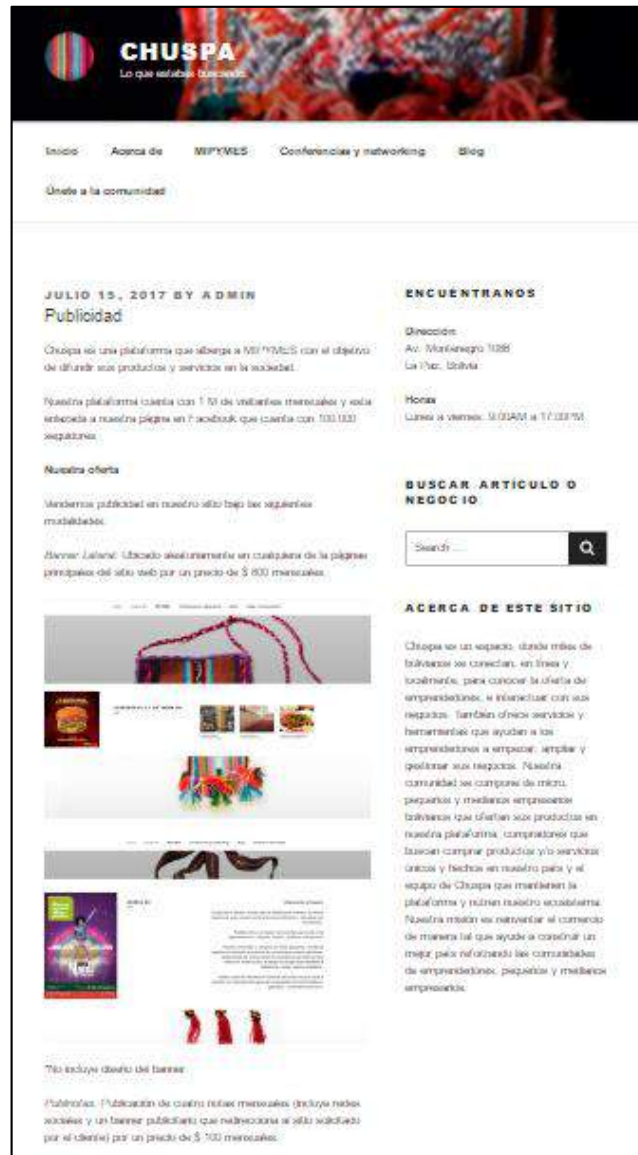 CHUSPA
Lo que estabas buscando
Inicio Acerca de MIPYMES Conferencias y networking Blog
Únete a la comunidad
JULIO 15, 2017 BY ADMIN
Publicidad
Chuspa es una plataforma que alberga a MIPYMES con el objetivo
de difundir sus productos y servicios en la sociedad.
Nuestra plataforma cuenta con 1 M de visitantes mensuales y esta
enlazada a nuestra página en Facebook que cuenta con 100.000
seguidores.
Nuestra oferta
Vendemos publicidad en nuestro sitio bajo las siguientes
modalidades:
Banner Lateral: Ubicado aleatoriamente en cualquiera de la páginas
principales del sitio web por un precio de $ 800 mensuales.
*No incluye diseño del banner
Publinotas: Publicación de cuatro notas mensuales (incluye redes
sociales y un banner publicitario que redirecciona al sitio solicitado
por el cliente) por un precio de $ 100 mensuales.
ENCUÉNTRANOS
Dirección
Av. Montenegro
La Paz, Bolivia
Horas
Lunes a viernes: 9:00AM a 17:00PM
BUSCAR ARTÍCULO O
NEGOCIO
Search ...
ACERCA DE ESTE SITIO
Chuspa es un espacio, donde miles de
bolivianos se conectan, en línea y
localmente, para conocer la oferta de
emprendedores, e interactuar con sus
negocios. También ofrece servicios y
herramientas que ayudan a los
emprendedores a empezar, ampliar y
gestionar sus negocios. Nuestra
comunidad se compone de micro,
pequeños y medianos empresarios
bolivianos que ofertan sus productos en
nuestra plataforma, compradores que
buscan comprar productos y/o servicios
únicos y hechos en nuestro país y el
equipo de Chuspa que mantienen la
plataforma y nutren nuestro ecosistema.
Nuestra misión es reinventar el comercio
de manera tal que ayude a construir un
mejor país reforzando las comunidades
de emprendedores, pequeños y medianos
empresarios.